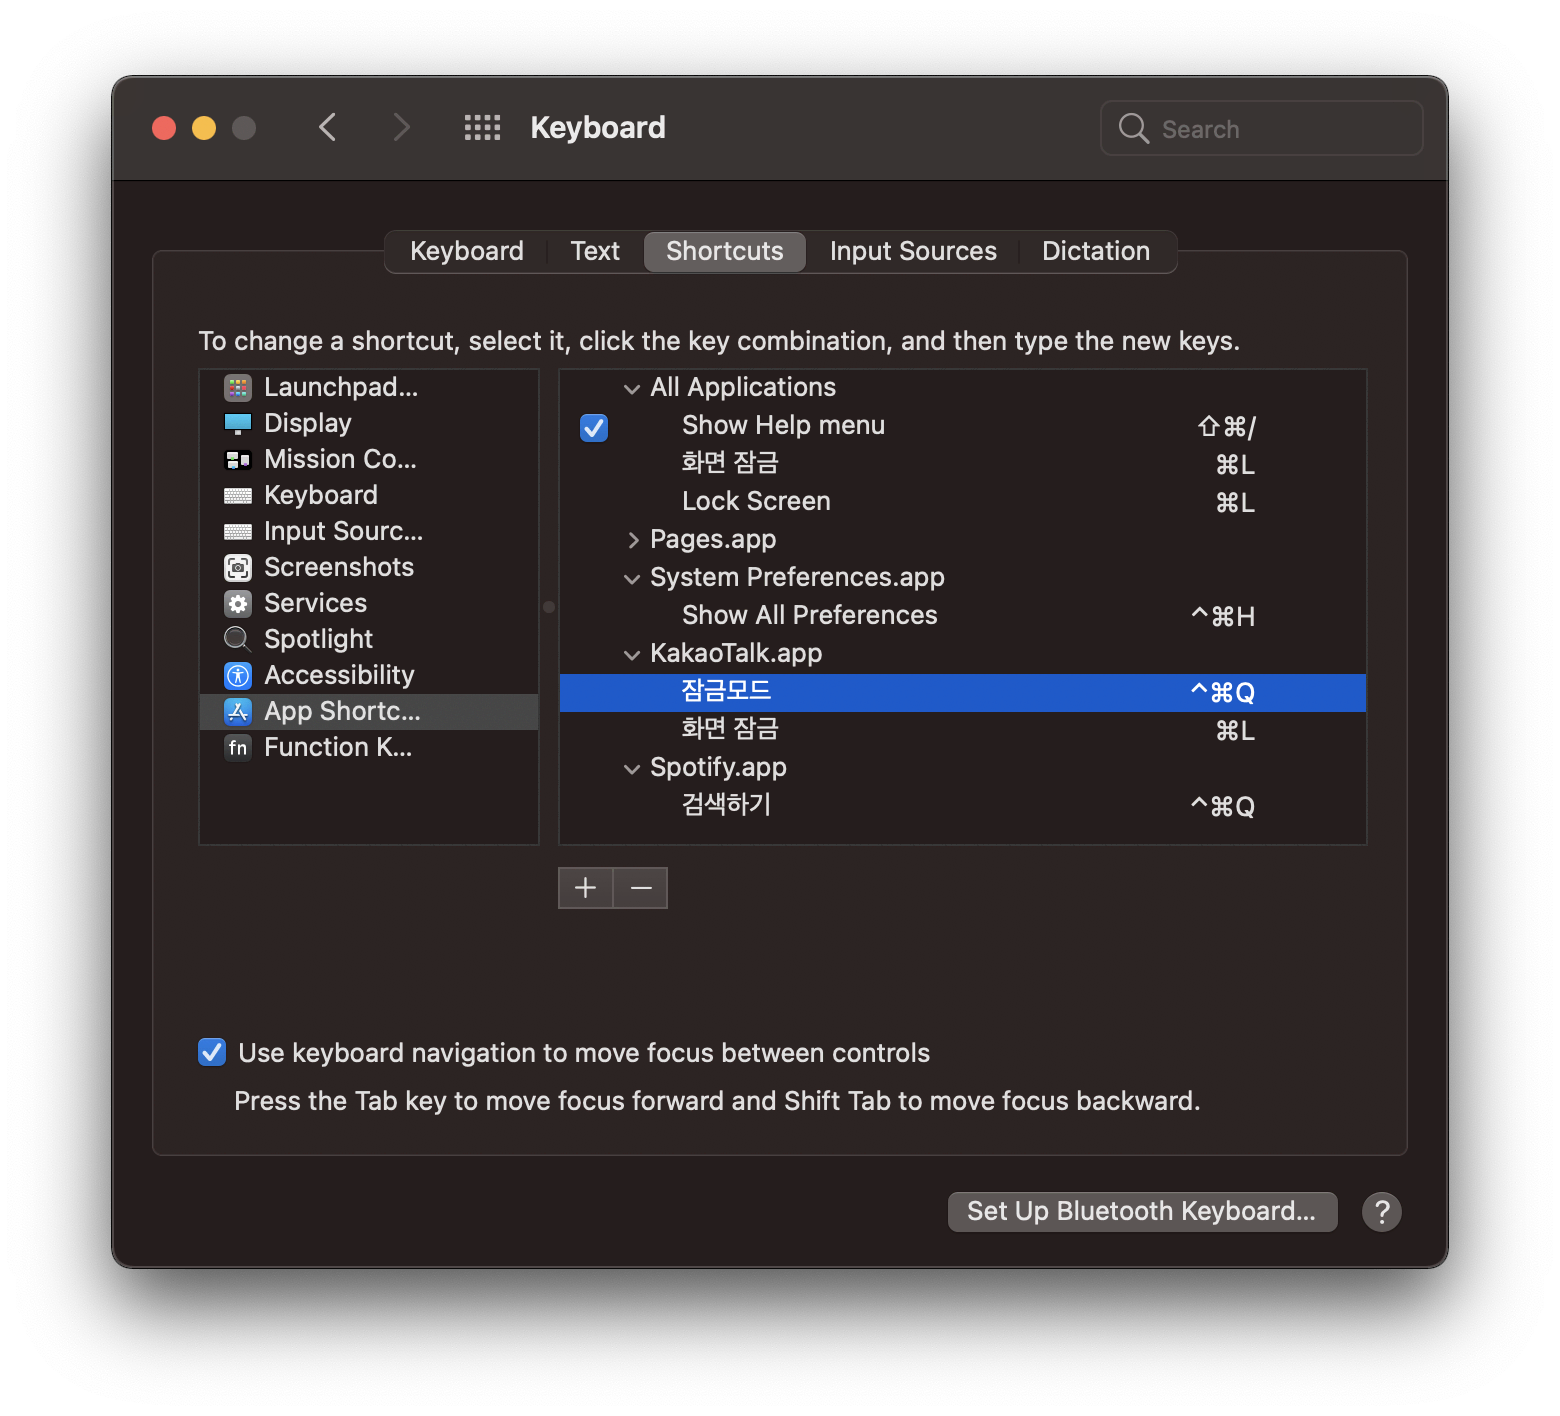 Keyboard
Search
Keyboard Text Shortcuts Input Sources Dictation
To change a shortcut, select it, click the key combination, and then type the new keys.
Launchpad...
Display
Mission Co...
Keyboard
Input Sourc...
Screenshots
Services
Spotlight
Accessibility
App Shortc...
fn Function K...
All Applications
Show Help menu ⇧⌘/
화면 잠금 ⌘L
Lock Screen ⌘L
Pages.app
System Preferences.app
Show All Preferences ^⌘H
KakaoTalk.app
잠금모드 ^⌘Q
화면 잠금 ⌘L
Spotify.app
검색하기 ^⌘Q
+ −
Use keyboard navigation to move focus between controls
Press the Tab key to move focus forward and Shift Tab to move focus backward.
Set Up Bluetooth Keyboard... ?